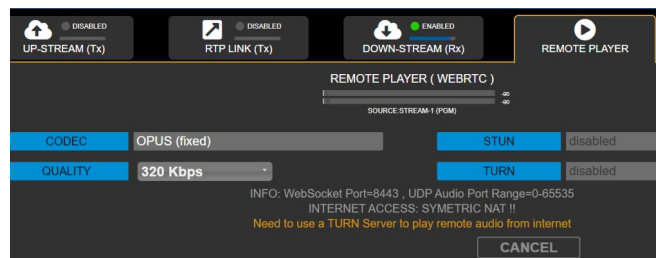 DISABLED
UP-STREAM (Tx)
DISABLED
RTP LINK (Tx)
ENABLED
DOWN-STREAM (Rx)
REMOTE PLAYER
REMOTE PLAYER ( WEBRTC )
-90
-90
SOURCE:STREAM-1 (PGM)
CODEC
OPUS (fixed)
STUN
disabled
QUALITY
320 Kbps
TURN
disabled
INFO: WebSocket Port=8443 , UDP Audio Port Range=0-65535
INTERNET ACCESS: SYMETRIC NAT !!
Need to use a TURN Server to play remote audio from internet
CANCEL